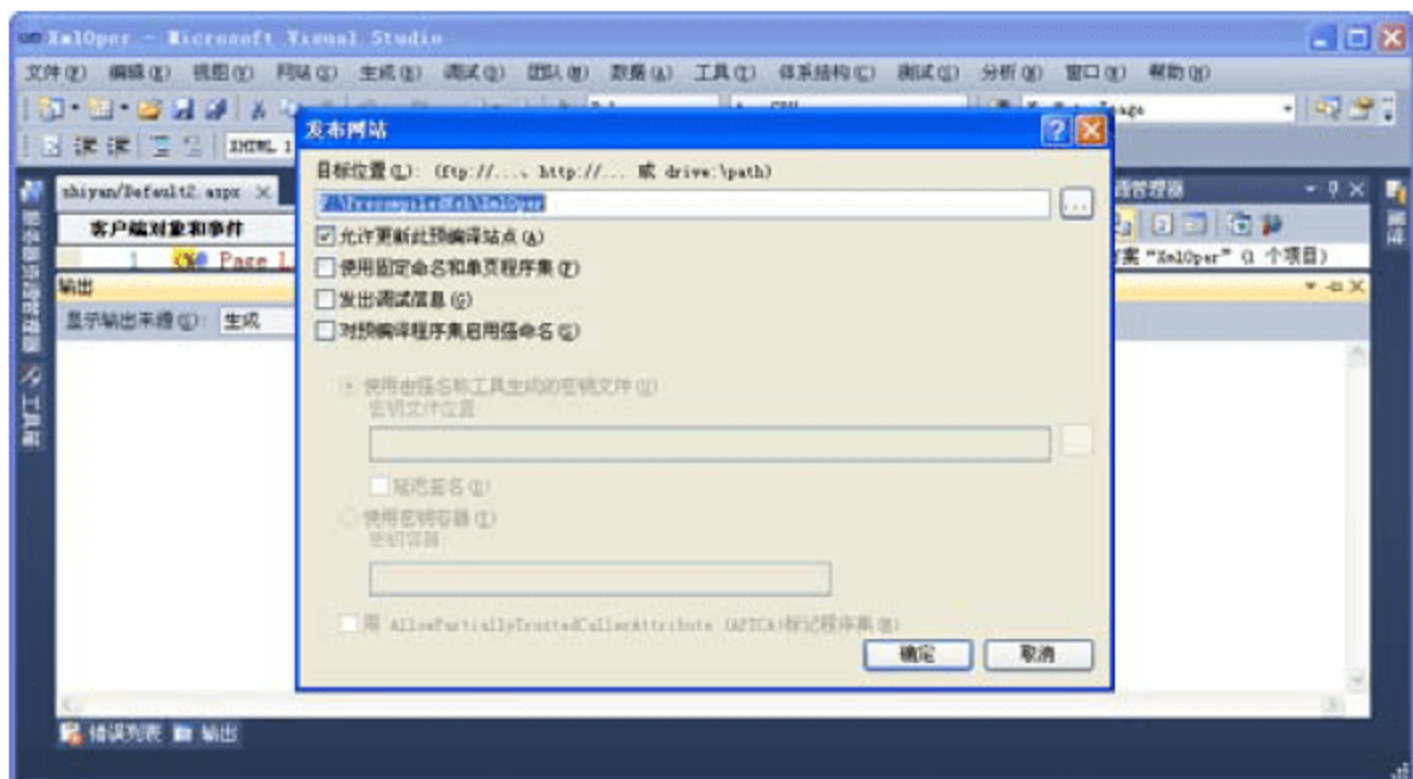 XmlOper - Microsoft Visual Studio
文件(F) 编辑(E) 视图(V) 网站(S) 生成(B) 调试(D) 团队(M) 数据(A) 工具(T) 体系结构(C) 测试(S) 分析(N) 窗口(W) 帮助(H)
XHTML 1
发布网站
目标位置(L): (ftp://...、http://... 或 drive:\path)
shiyan/Default2.aspx
客户端对象和事件
允许更新此预编译站点(A)
使用固定命名和单页程序集(F)
1 <%@ Page L
案 "XmlOper" (1 个项目)
输出
发出调试信息(G)
显示输出来源(S): 生成
对预编译程序集启用强命名(S)
使用由强名称工具生成的密钥文件(U)
密钥文件位置
延迟签名(D)
使用密钥容器(T)
密钥容器
用 AllowPartiallyTrustedCallerAttribute (APTCA)标记程序集(M)
确定 取消
错误列表 输出
服务器资源管理器
工具箱